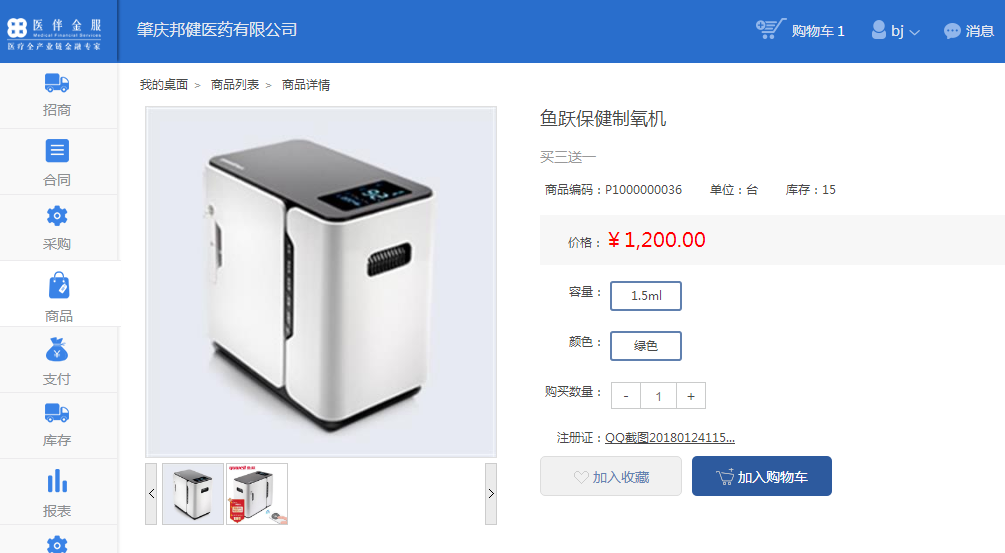 医伴金服
Medical Financial Services
医疗全产业链金融专家
肇庆邦健医药有限公司
购物车 1
bj
消息
招商
合同
采购
商品
支付
库存
报表
我的桌面 > 商品列表 > 商品详情
鱼跃保健制氧机
买三送一
商品编码：P1000000036 单位：台 库存：15
价格： ¥ 1,200.00
容量： 1.5ml
颜色： 绿色
购买数量： - 1 +
注册证：QQ截图20180124115...
加入收藏
加入购物车